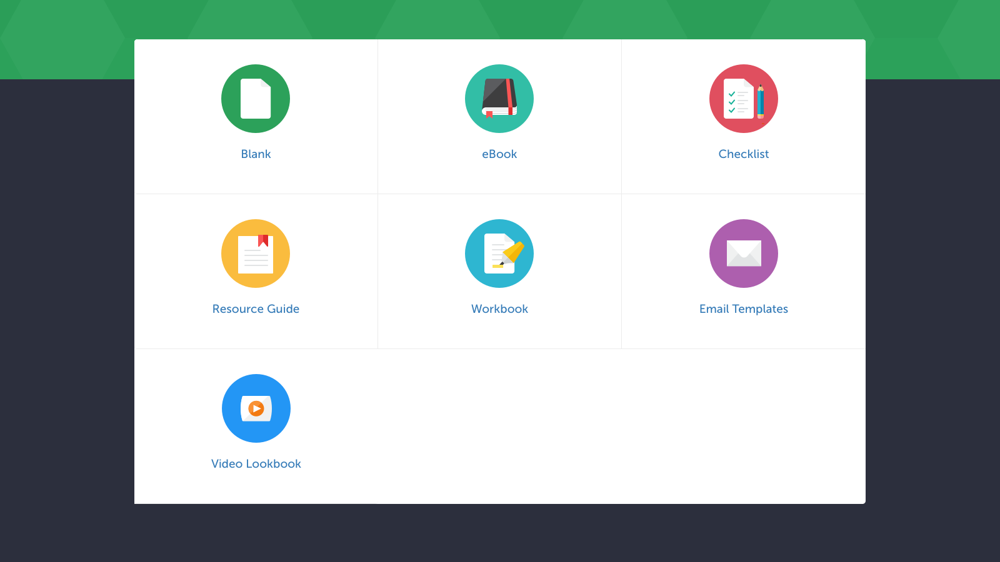 Blank
eBook
Checklist
Resource Guide
Workbook
Email Templates
Video Lookbook